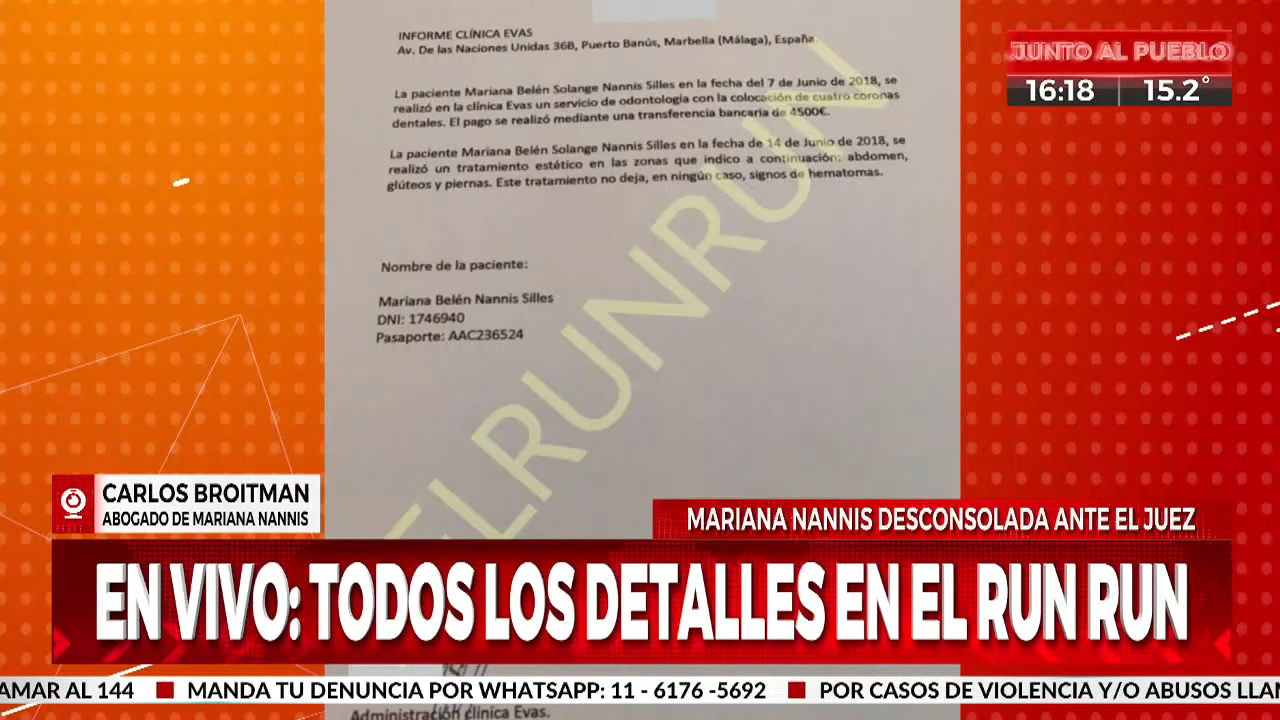 INFORME CLÍNICA EVAS
Av. De las Naciones Unidas 36B, Puerto Banús, Marbella (Málaga), España.
La paciente Mariana Belén Solange Nannis Silles en la fecha del 7 de Junio de 2018, se
realizó en la clínica Evas un servicio de odontología con la colocación de cuatro coronas
dentales. El pago se realizó mediante una transferencia bancaria de 4500€.
La paciente Mariana Belén Solange Nannis Silles en la fecha de 14 de Junio de 2018, se
realizó un tratamiento estético en las zonas que indico a continuación: abdomen,
glúteos y piernas. Este tratamiento no deja, en ningún caso, signos de hematomas.
Nombre de la paciente:
Mariana Belén Nannis Silles
DNI: 1746940
Pasaporte: AAC236524
ELRUNRUN
JUNTO AL PUEBLO
16:18 15.2°
CARLOS BROITMAN
ABOGADO DE MARIANA NANNIS
MARIANA NANNIS DESCONSOLADA ANTE EL JUEZ
EN VIVO: TODOS LOS DETALLES EN EL RUN RUN
AMAR AL 144 MANDA TU DENUNCIA POR WHATSAPP: 11 - 6176 -5692 POR CASOS DE VIOLENCIA Y/O ABUSOS LLAM
Administración clínica Evas.